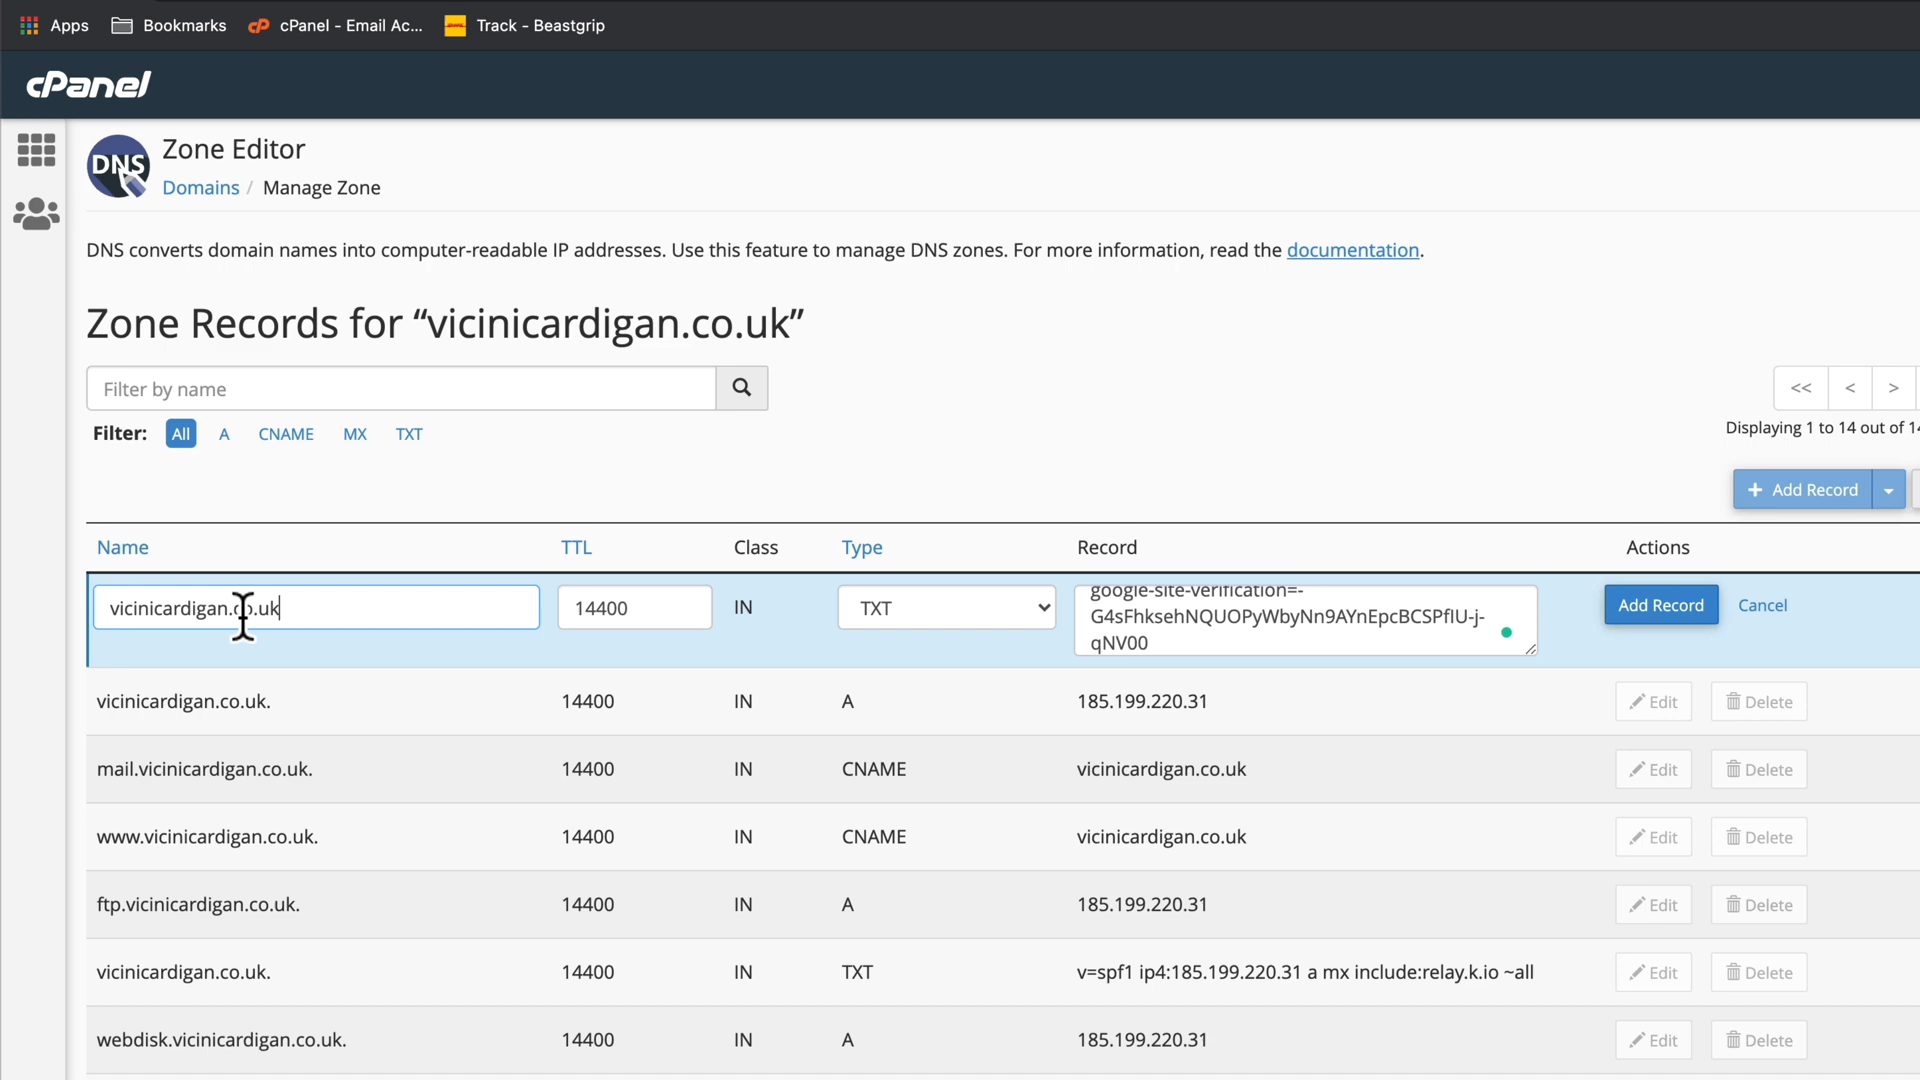 Apps Bookmarks cPanel - Email Ac... Track - Beastgrip
cPanel
DNS
Zone Editor
Domains / Manage Zone
DNS converts domain names into computer-readable IP addresses. Use this feature to manage DNS zones. For more information, read the documentation.
Zone Records for “vicinicardigan.co.uk”
Filter by name
<< < >
Filter: All A CNAME MX TXT
Displaying 1 to 14 out of
+ Add Record
Name TTL Class Type Record Actions
vicinicardigan.co.uk 14400 IN TXT
google-site-verification=-
G4sFhksehNQUOPyWbyNn9AYnEpcBCSPflU-j-
qNV00
Add Record Cancel
vicinicardigan.co.uk. 14400 IN A 185.199.220.31 Edit Delete
mail.vicinicardigan.co.uk. 14400 IN CNAME vicinicardigan.co.uk Edit Delete
www.vicinicardigan.co.uk. 14400 IN CNAME vicinicardigan.co.uk Edit Delete
ftp.vicinicardigan.co.uk. 14400 IN A 185.199.220.31 Edit Delete
vicinicardigan.co.uk. 14400 IN TXT v=spf1 ip4:185.199.220.31 a mx include:relay.k.io ~all Edit Delete
webdisk.vicinicardigan.co.uk. 14400 IN A 185.199.220.31 Edit Delete